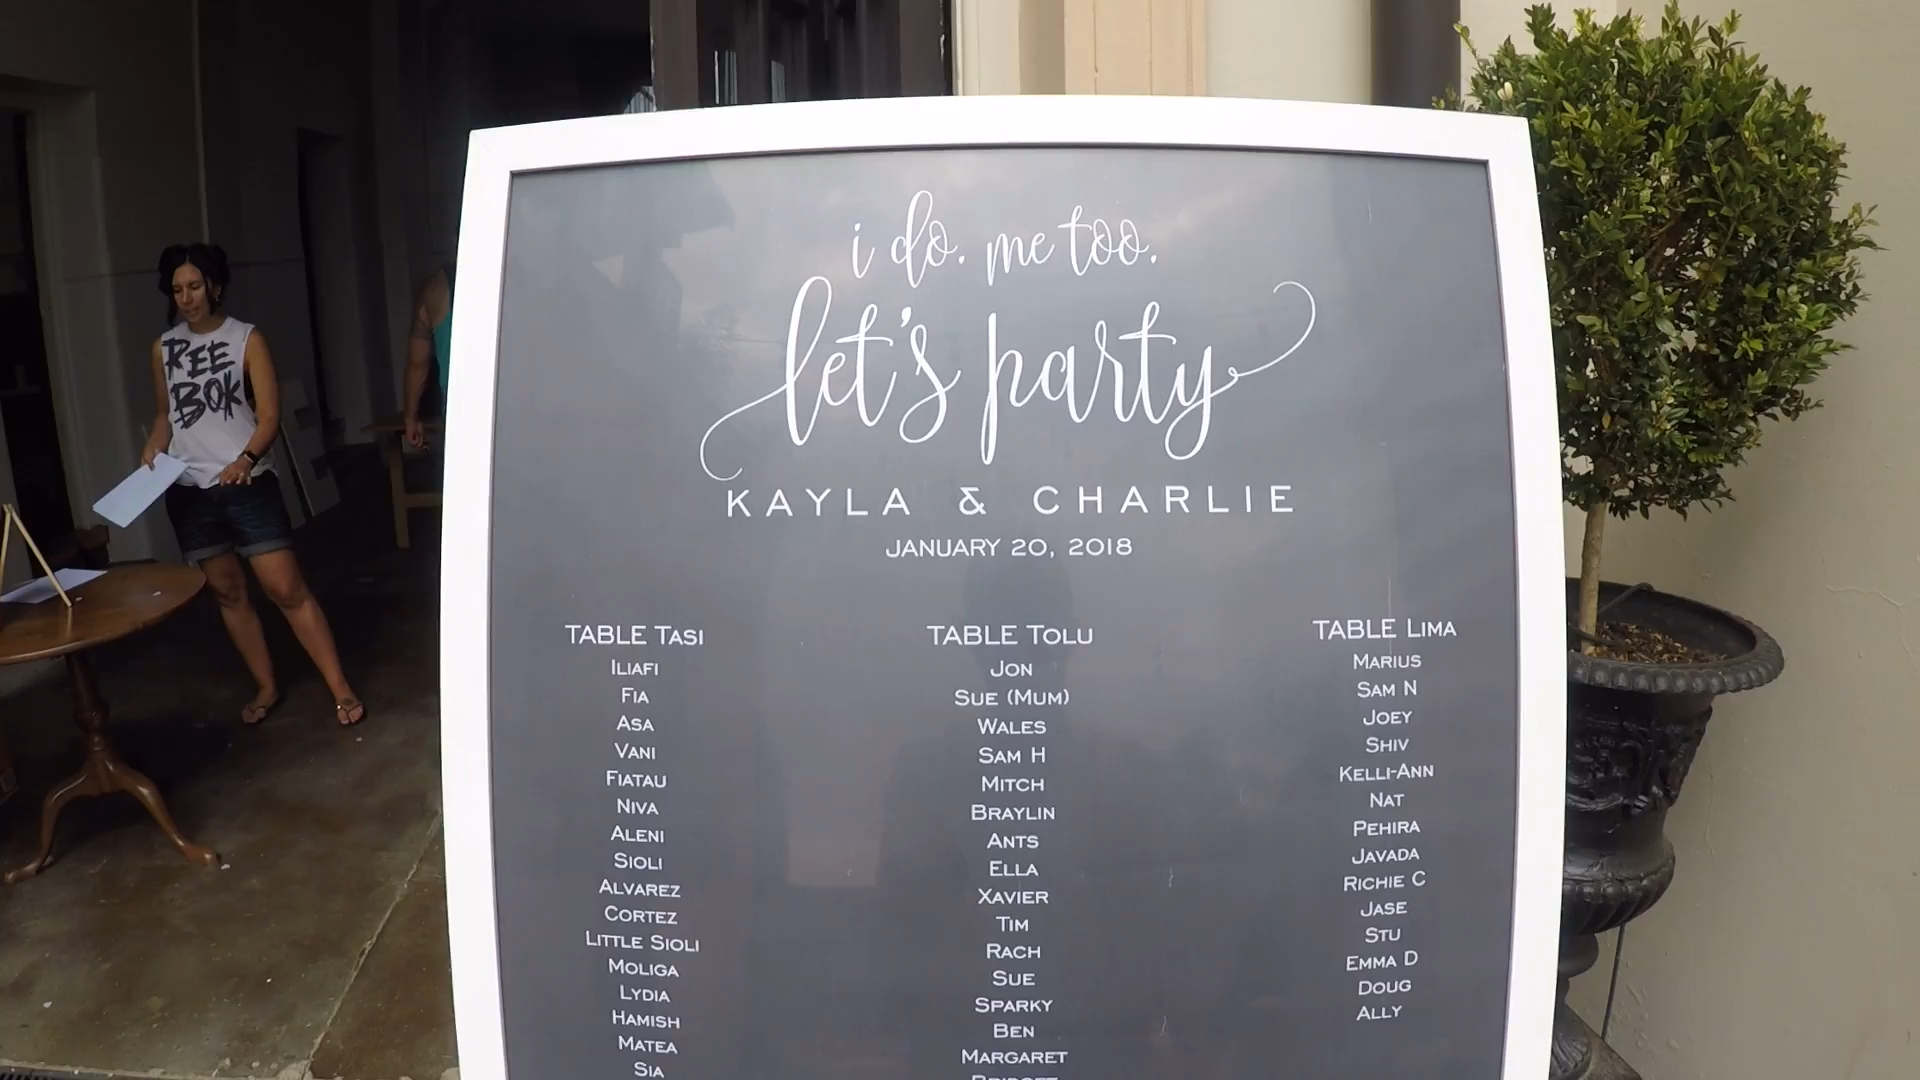 REE
BOK
i do. me too.
let's party
KAYLA & CHARLIE
JANUARY 20, 2018
TABLE TASI
ILIAFI
FIA
ASA
VANI
FIATAU
NIVA
ALENI
SIOLI
ALVAREZ
CORTEZ
LITTLE SIOLI
MOLIGA
LYDIA
HAMISH
MATEA
SIA
TABLE TOLU
JON
SUE (MUM)
WALES
SAM H
MITCH
BRAYLIN
ANTS
ELLA
XAVIER
TIM
RACH
SUE
SPARKY
BEN
MARGARET
TABLE LIMA
MARIUS
SAM N
JOEY
SHIV
KELLI-ANN
NAT
PEHIRA
JAVADA
RICHIE C
JASE
STU
EMMA D
DOUG
ALLY